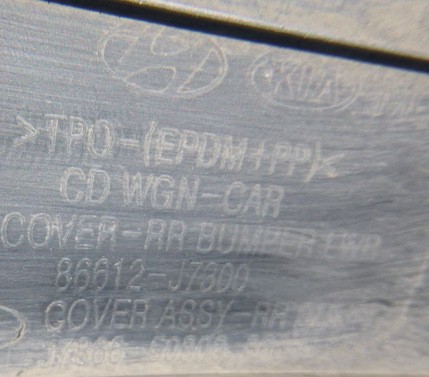 KIA
>TPO-(EPDM+PP)<
CD WGN-CAR
COVER-RR BUMPER LWR
86612-J7300
COVER ASSY-RR